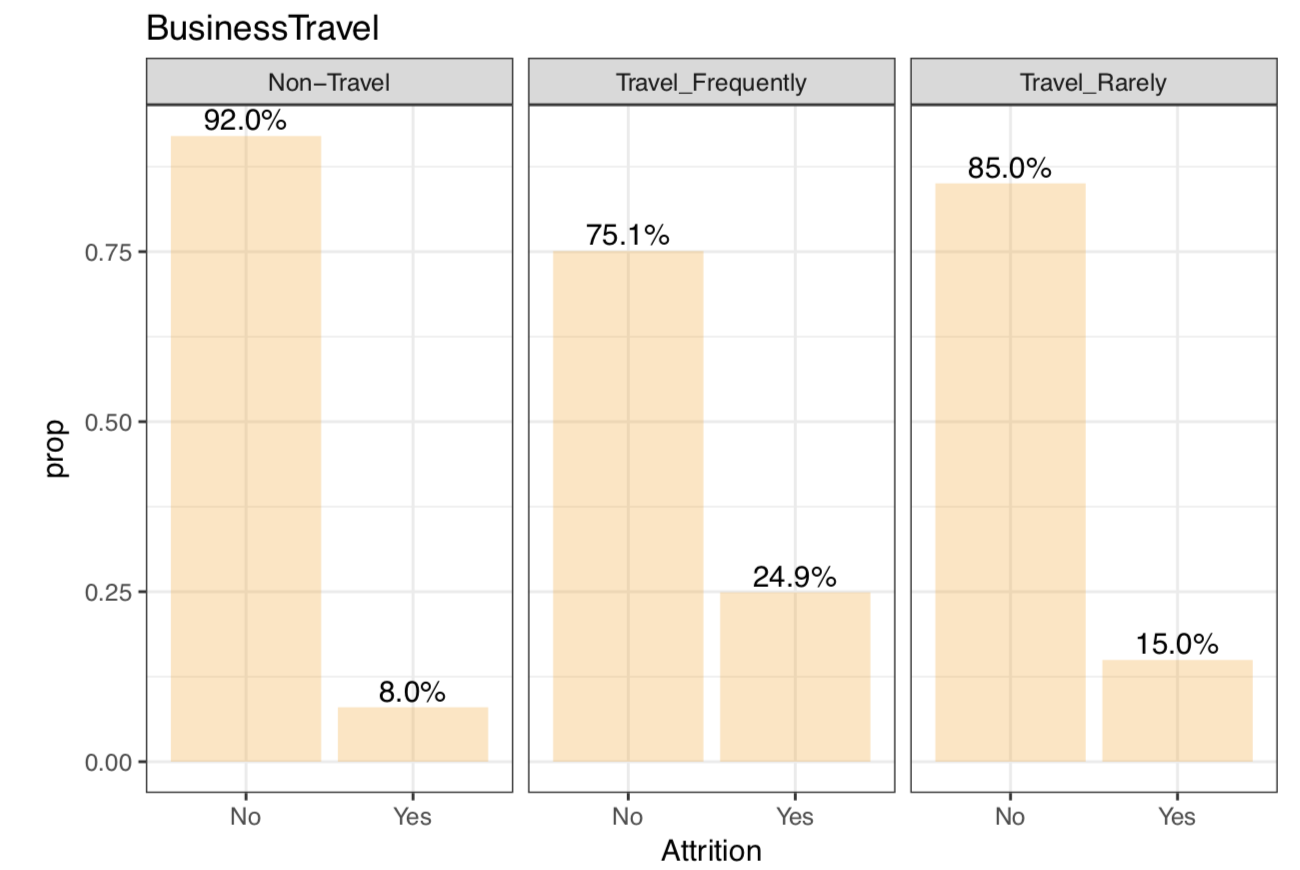 BusinessTravel
Non−Travel
Travel_Frequently
Travel_Rarely
92.0%
8.0%
75.1%
24.9%
85.0%
15.0%
0.75
0.50
0.25
0.00
prop
No
Yes
No
Yes
No
Yes
Attrition